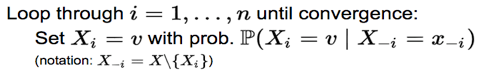 Loop through i = 1, . . . , n until convergence:
Set X_i = v with prob. ℙ(X_i = v | X_{-i} = x_{-i})
(notation: X_{-i} = X\{X_i})